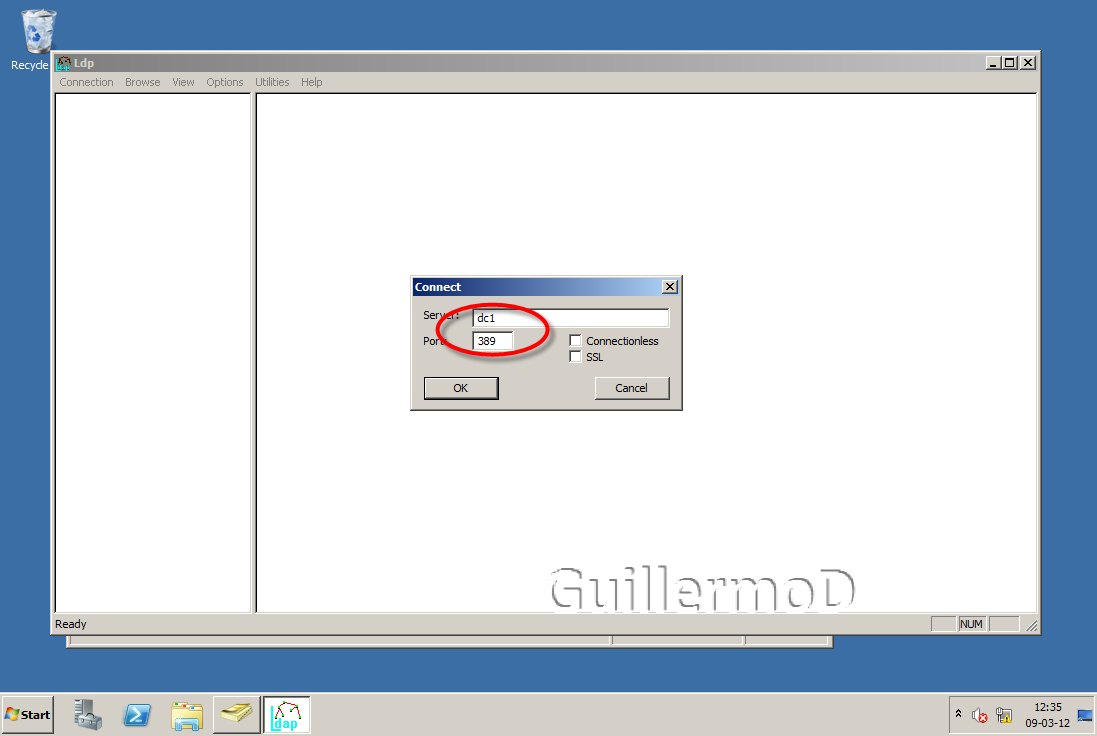 Recycle
Ldp
Connection Browse View Options Utilities Help
Connect
Server: dc1
Port: 389
Connectionless
SSL
OK Cancel
GuillermoD
Ready NUM
Start
ldap
12:35
09-03-12